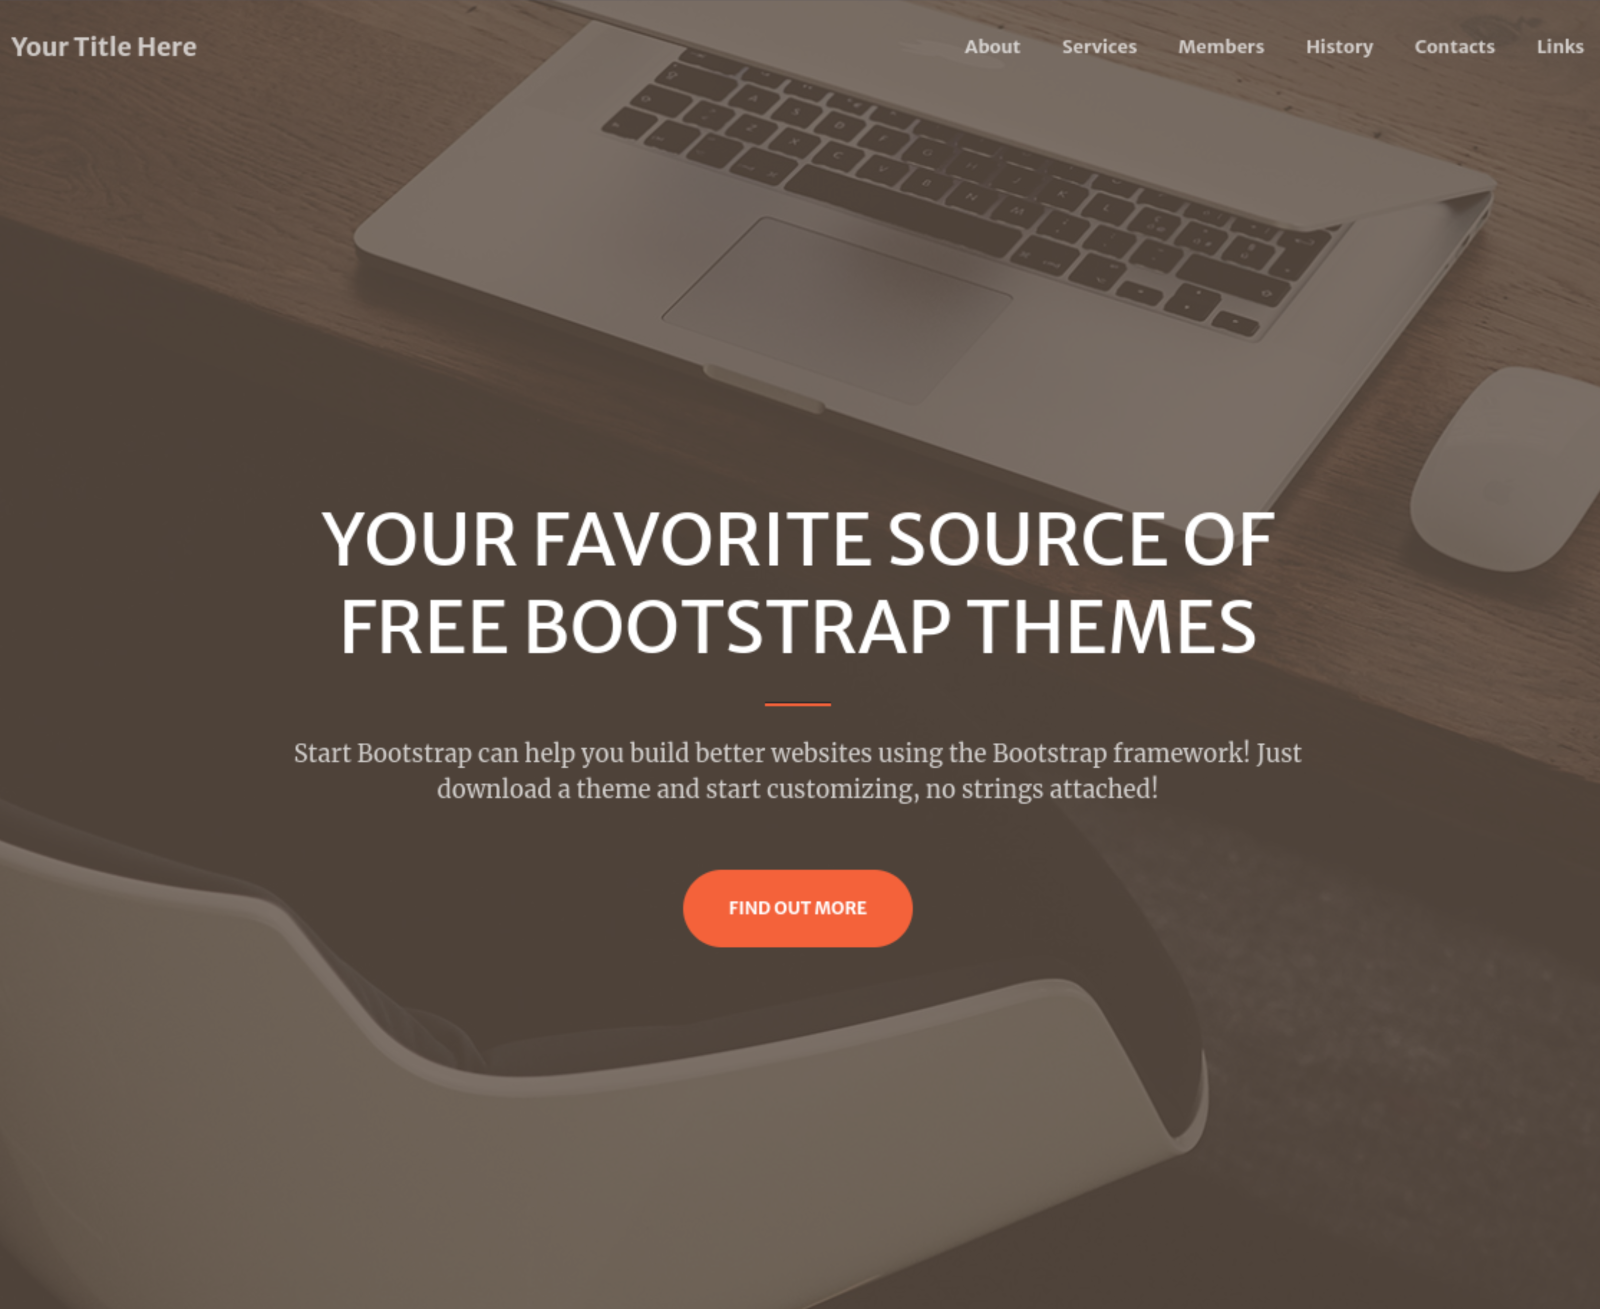 Your Title Here
About Services Members History Contacts Links
YOUR FAVORITE SOURCE OF
FREE BOOTSTRAP THEMES
Start Bootstrap can help you build better websites using the Bootstrap framework! Just
download a theme and start customizing, no strings attached!
FIND OUT MORE